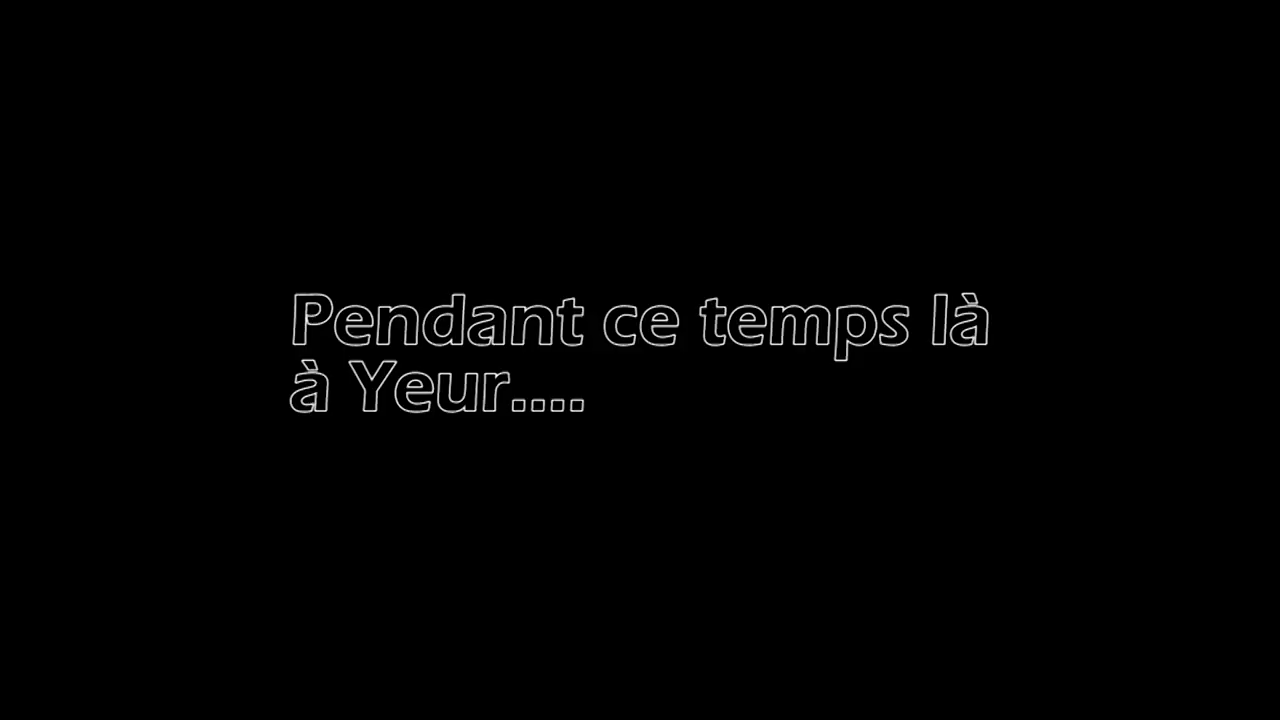 Pendant ce temps là
à Yeur....